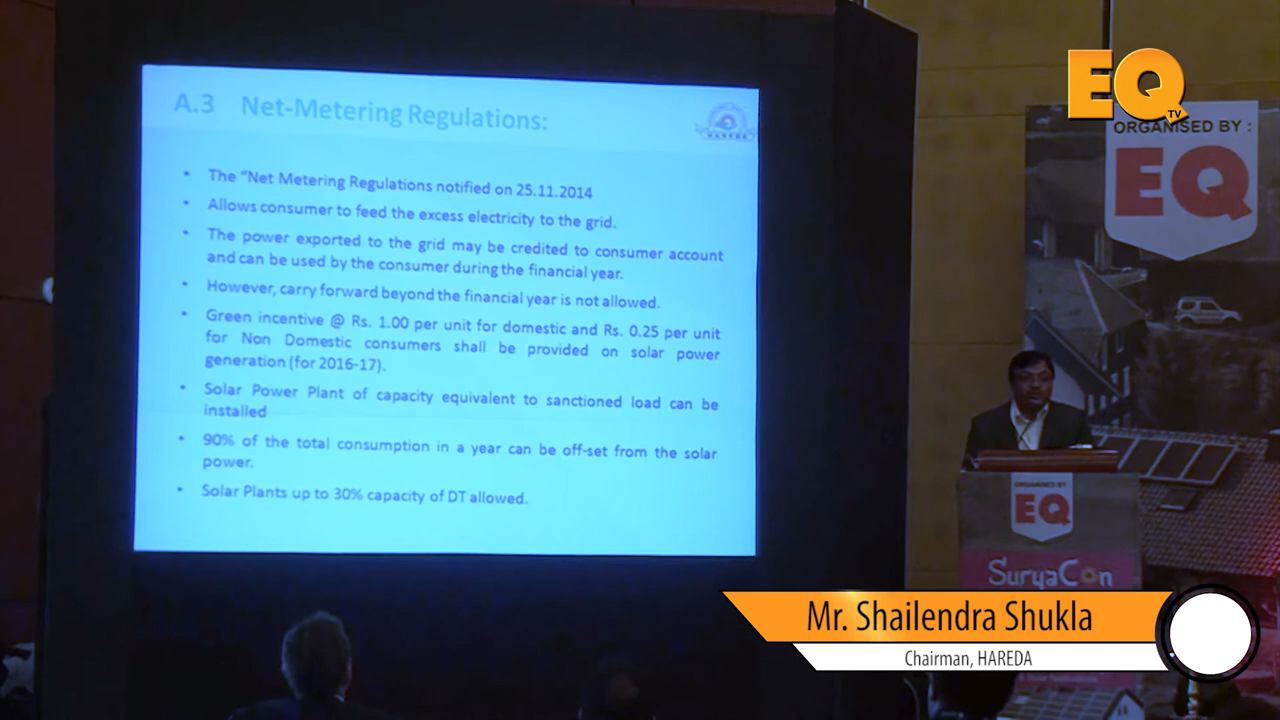 EQ
TV
ORGANISED BY :
EQ
A.3 Net-Metering Regulations:
HAREDA
• The "Net Metering Regulations notified on 25.11.2014
• Allows consumer to feed the excess electricity to the grid.
• The power exported to the grid may be credited to consumer account
and can be used by the consumer during the financial year.
• However, carry forward beyond the financial year is not allowed.
• Green incentive @ Rs. 1.00 per unit for domestic and Rs. 0.25 per unit
for Non Domestic consumers shall be provided on solar power
generation (for 2016-17).
• Solar Power Plant of capacity equivalent to sanctioned load can be
installed
• 90% of the total consumption in a year can be off-set from the solar
power.
• Solar Plants up to 30% capacity of DT allowed.
ORGANISED BY
EQ
SuryaCon
Mr. Shailendra Shukla
Chairman, HAREDA